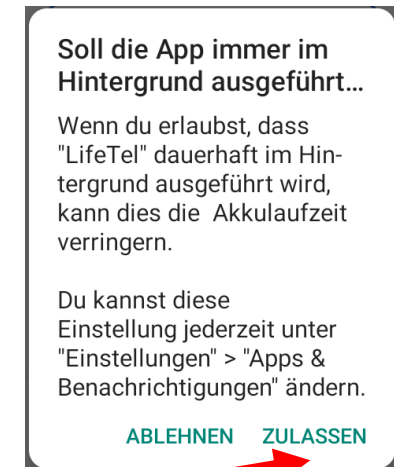 Soll die App immer im
Hintergrund ausgeführt...
Wenn du erlaubst, dass
"LifeTel" dauerhaft im Hin-
tergrund ausgeführt wird,
kann dies die  Akkulaufzeit
verringern.
Du kannst diese
Einstellung jederzeit unter
"Einstellungen" > "Apps &
Benachrichtigungen" ändern.
ABLEHNEN ZULASSEN